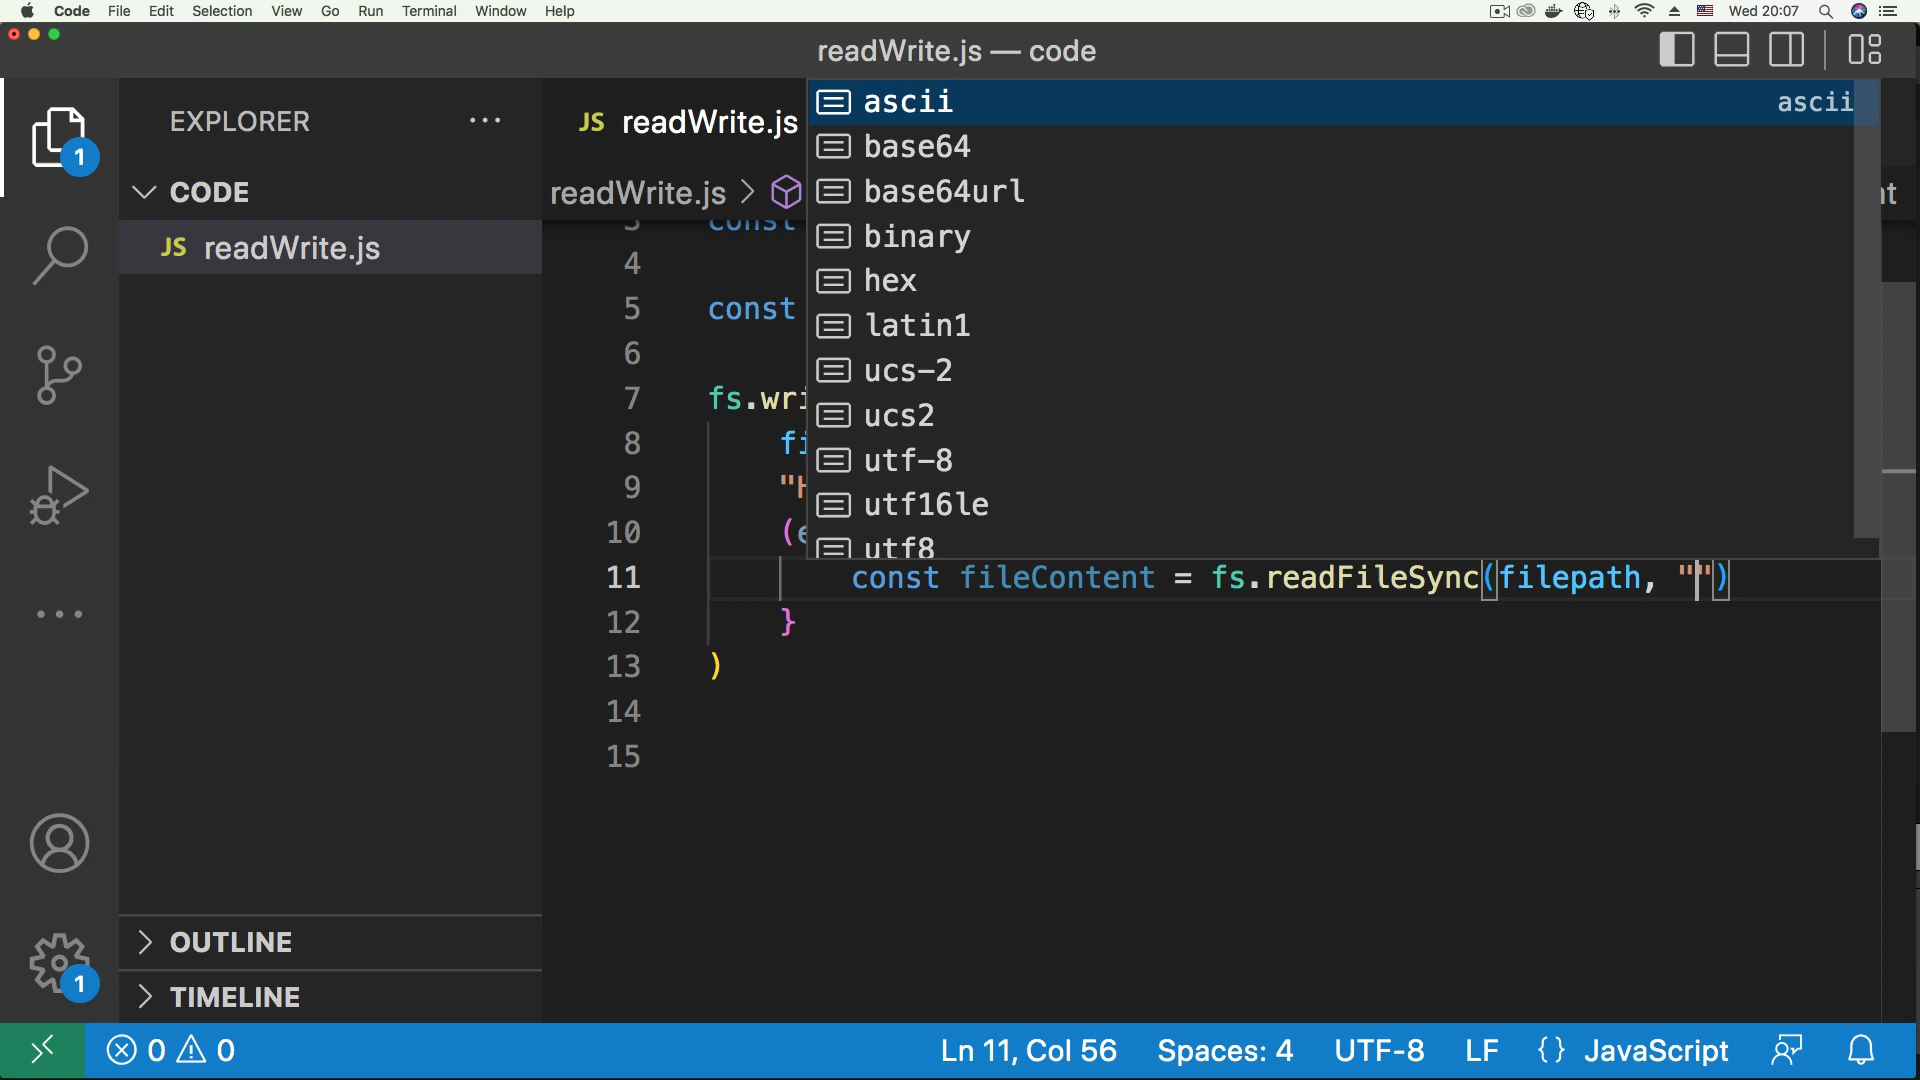 Code File Edit Selection View Go Run Terminal Window Help Wed 20:07
readWrite.js — code
EXPLORER ...
1
CODE
JS readWrite.js
JS readWrite.js
readWrite.js >
ascii ascii
base64
base64url
binary
hex
latin1
ucs-2
ucs2
utf-8
utf16le
utf8
3 const
4
5 const
6
7 fs.wri
8 fi
9 "H
10 (e
11 const fileContent = fs.readFileSync(filepath, "")
12 }
13 )
14
15
OUTLINE
1
TIMELINE
0 0 Ln 11, Col 56 Spaces: 4 UTF-8 LF {} JavaScript